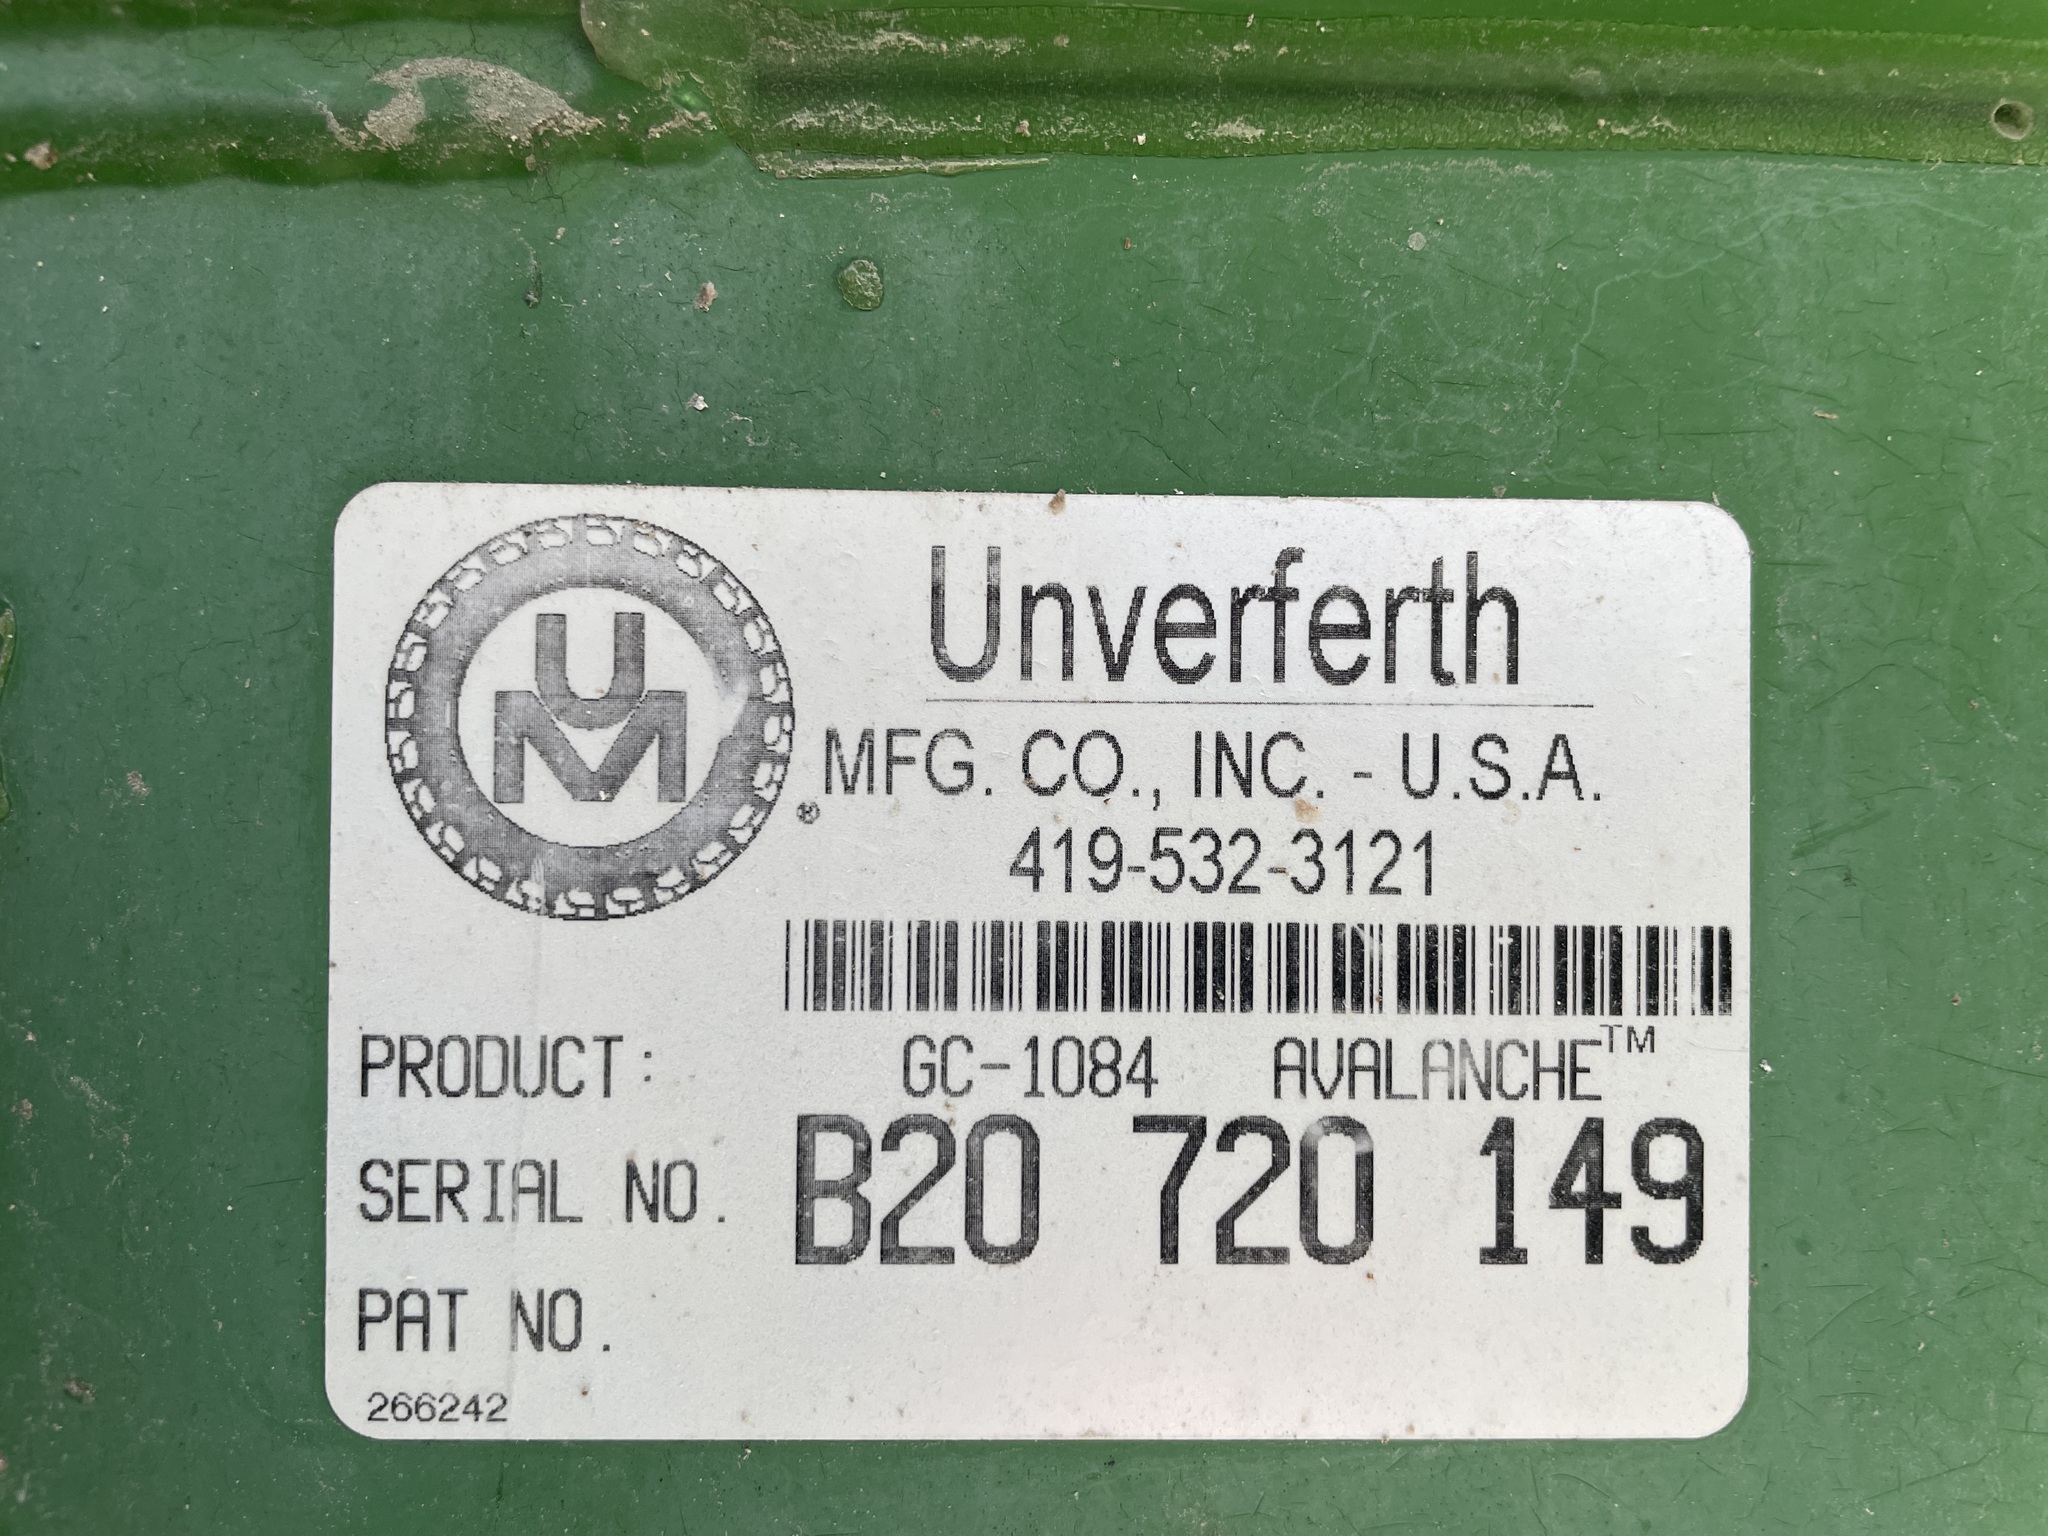 UM ®
Unverferth
MFG. CO., INC. - U.S.A.
419-532-3121
PRODUCT: GC-1084 AVALANCHE™
SERIAL NO. B20 720 149
PAT NO.
266242